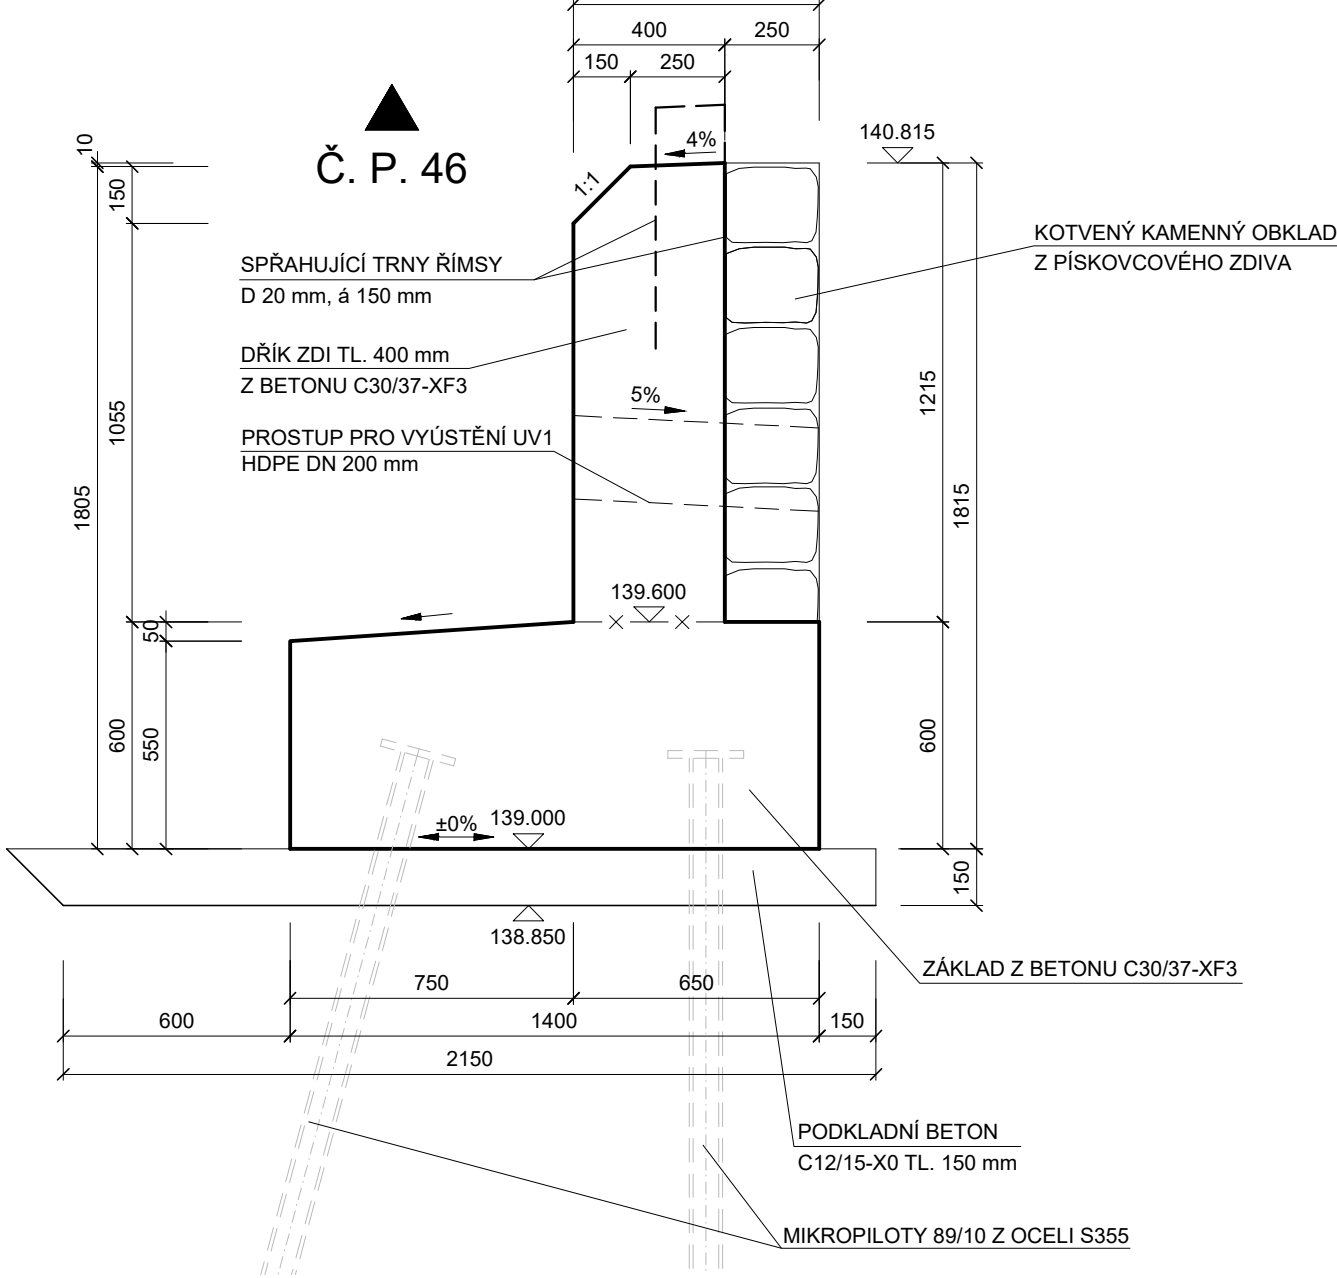 400
250
150
250
10
Č. P. 46
4%
140.815
150
1:1
KOTVENÝ KAMENNÝ OBKLAD
Z PÍSKOVCOVÉHO ZDIVA
SPŘAHUJÍCÍ TRNY ŘÍMSY
D 20 mm, á 150 mm
DŘÍK ZDI TL. 400 mm
Z BETONU C30/37-XF3
5%
1055
1215
PROSTUP PRO VYÚSTĚNÍ UV1
HDPE DN 200 mm
1805
1815
139.600
50
600
550
600
±0%
139.000
150
138.850
ZÁKLAD Z BETONU C30/37-XF3
750
650
600
1400
150
2150
PODKLADNÍ BETON
C12/15-X0 TL. 150 mm
MIKROPILOTY 89/10 Z OCELI S355